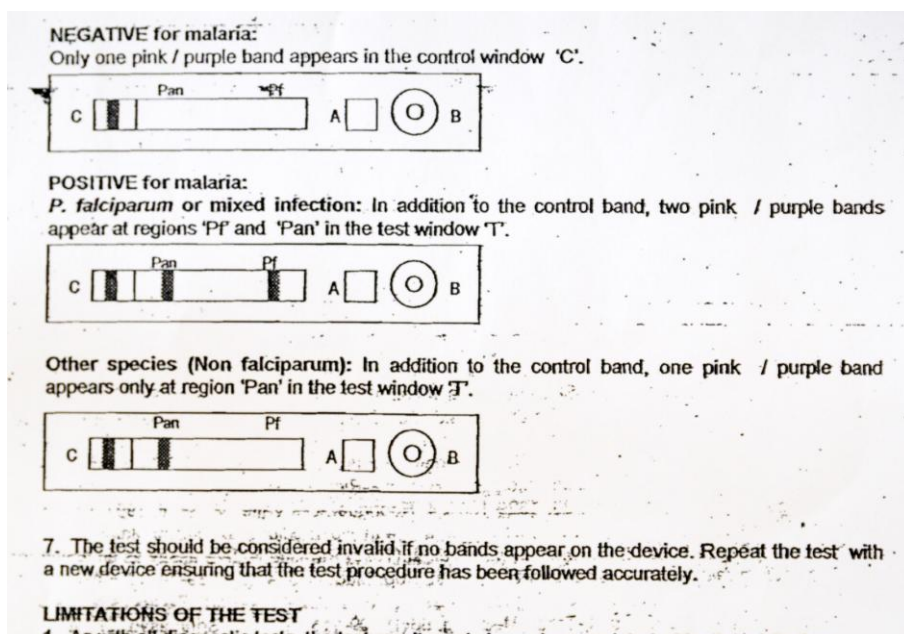 NEGATIVE for malaria:
Only one pink / purple band appears in the control window 'C'.
Pan Pf
C A B
POSITIVE for malaria:
P. falciparum or mixed infection: In addition to the control band, two pink / purple bands
appear at regions 'Pf' and 'Pan' in the test window 'T'.
Pan Pf
C A B
Other species (Non falciparum): In addition to the control band, one pink / purple band
appears only at region 'Pan' in the test window 'T'.
Pan Pf
C A B
7. The test should be considered invalid if no bands appear on the device. Repeat the test with
a new device ensuring that the test procedure has been followed accurately.
LIMITATIONS OF THE TEST